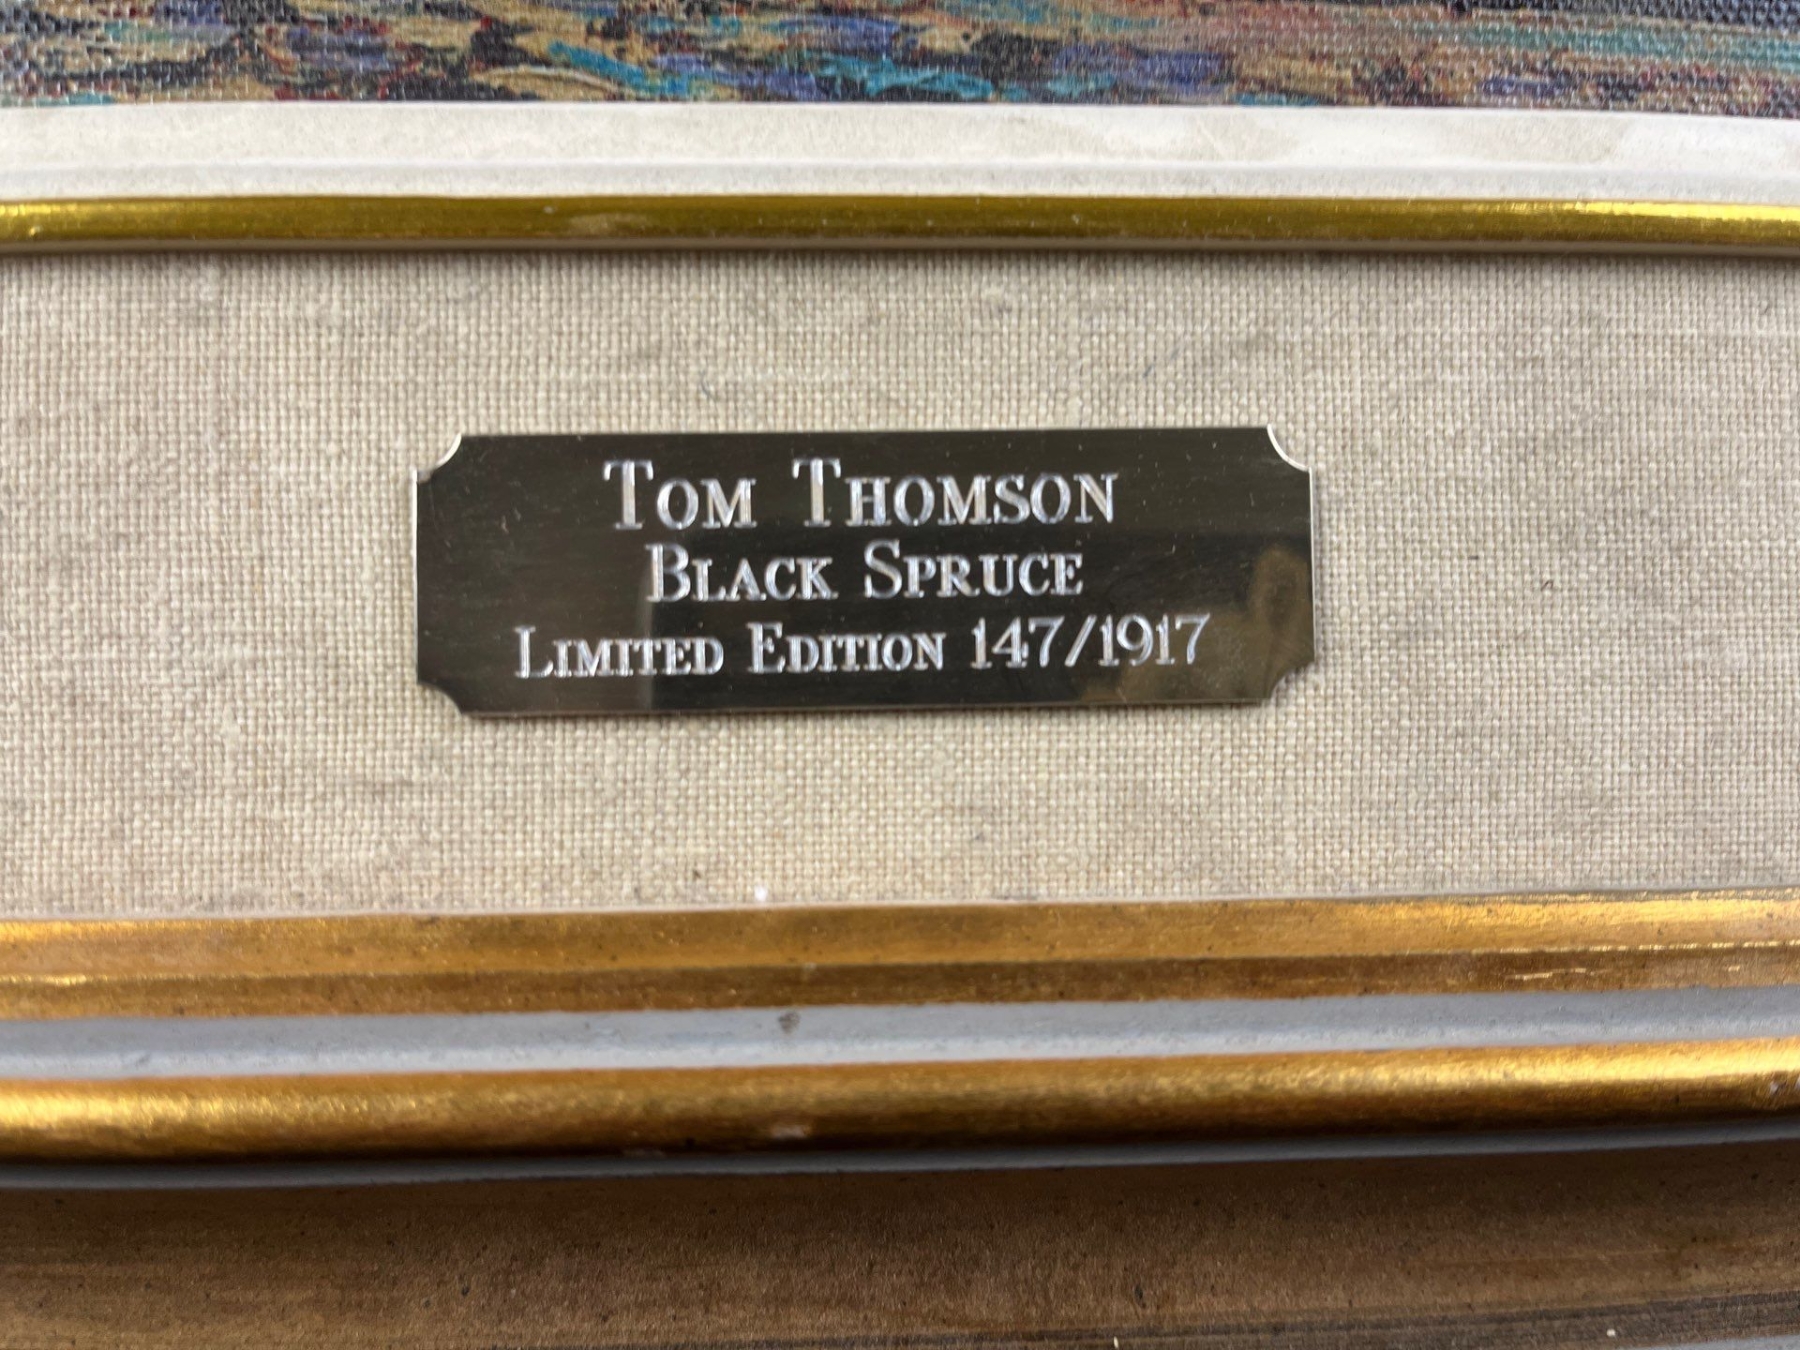 Tom Thomson
Black Spruce
Limited Edition 147/1917